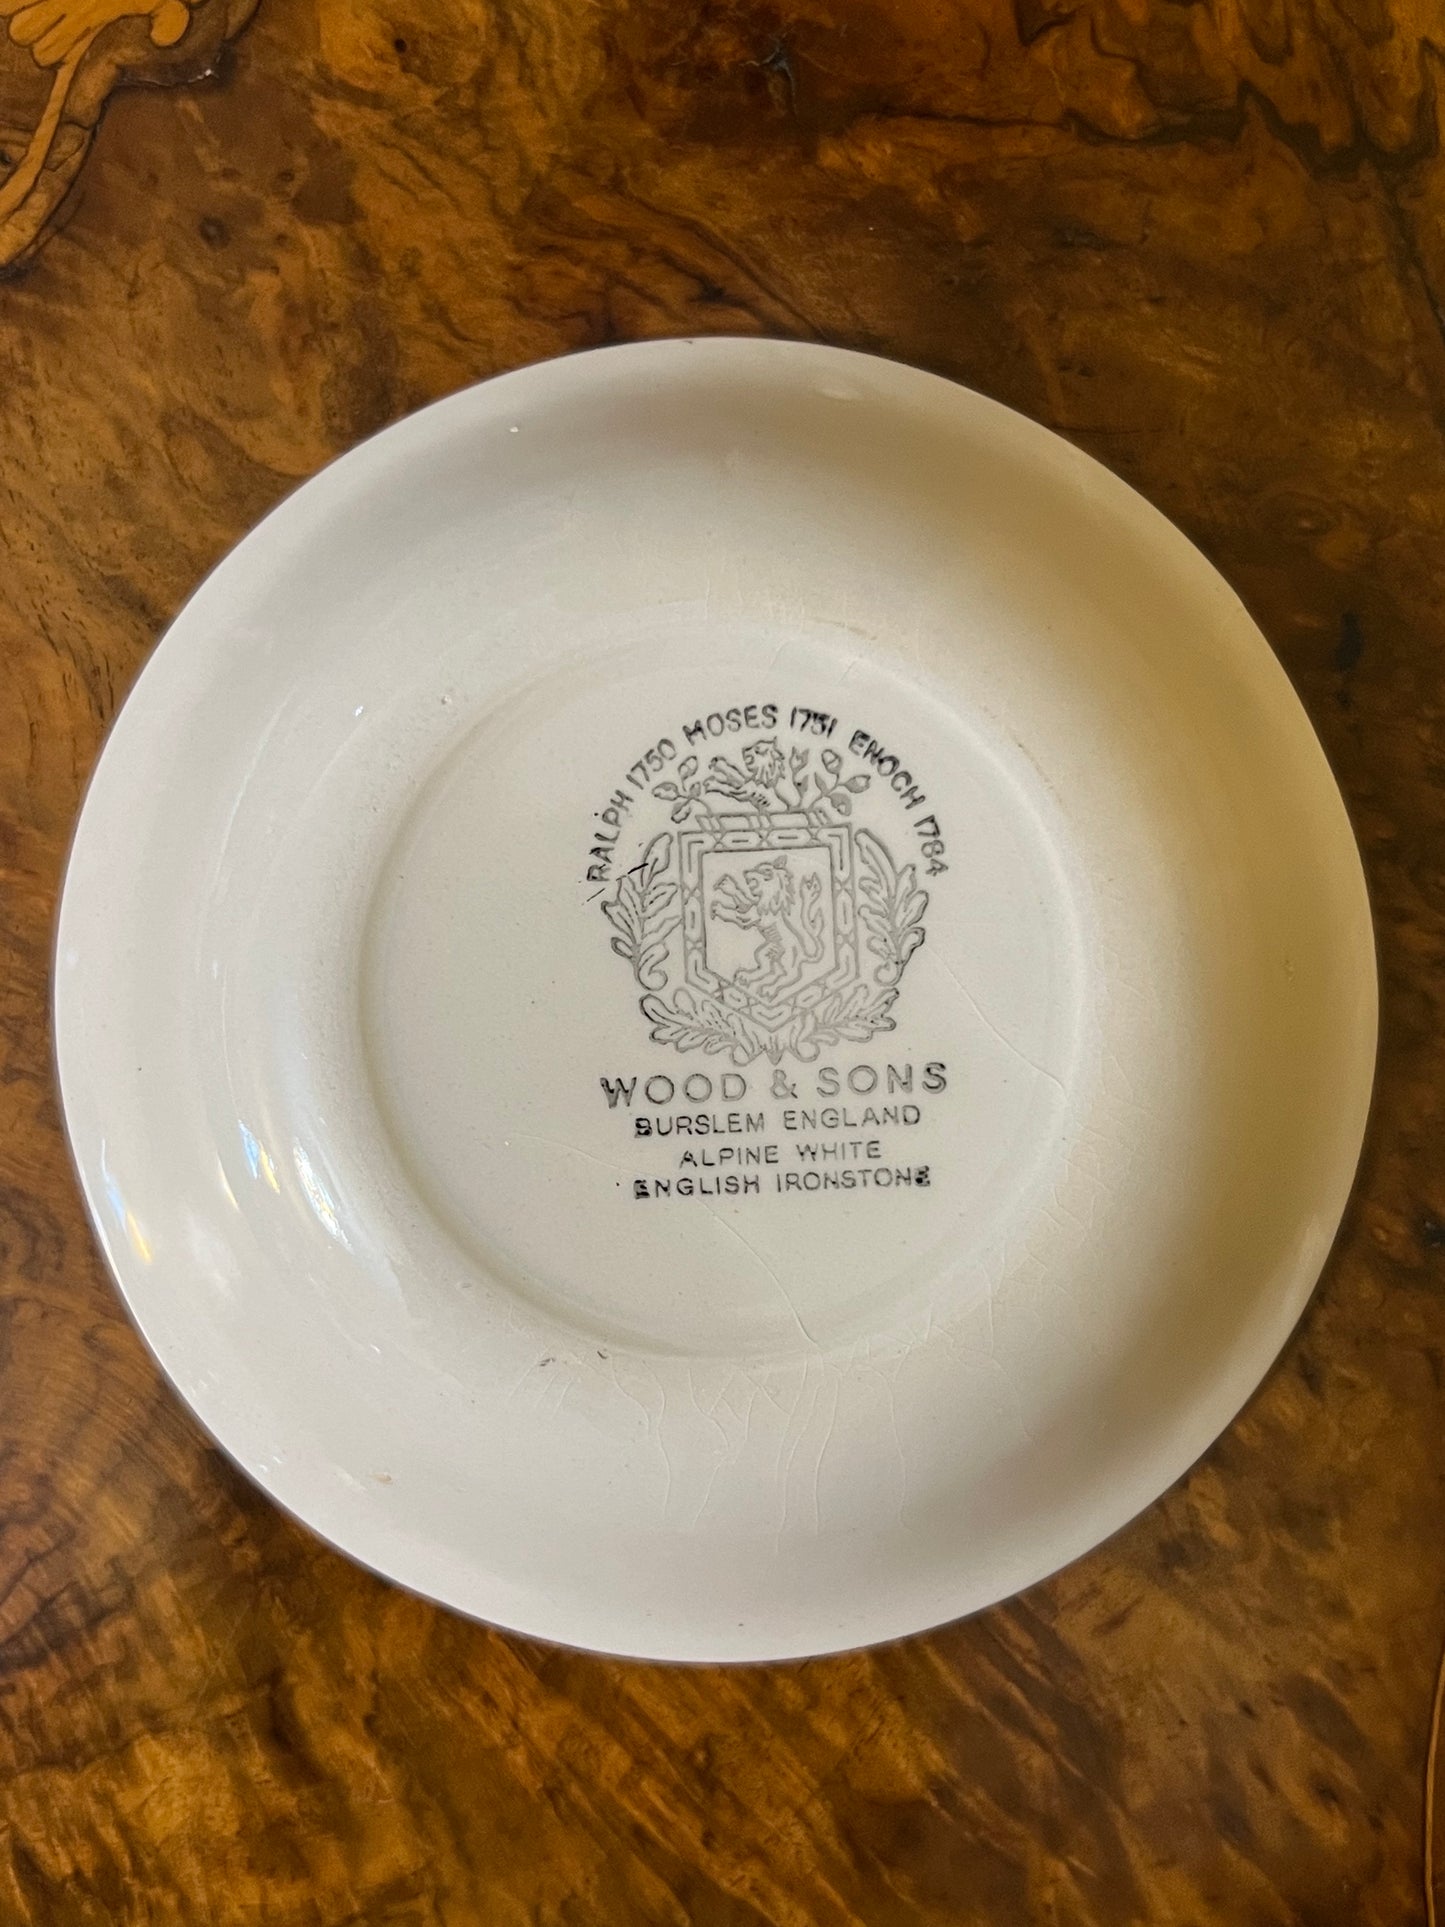 RALPH 1750 MOSES 1751 ENOCH 1784
WOOD & SONS
BURSLEM ENGLAND
ALPINE WHITE
ENGLISH IRONSTONE